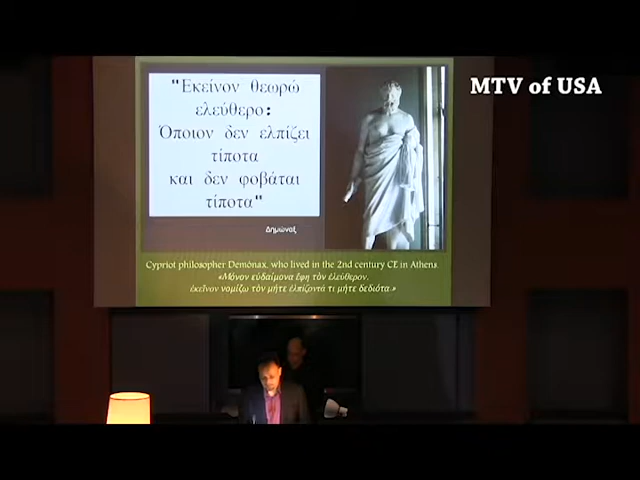 MTV of USA
"Εκείνον θεωρώ
ελεύθερο:
Όποιον δεν ελπίζει
τίποτα
και δεν φοβάται
τίποτα"
Δημώναξ
Cypriot philosopher Demònax, who lived in the 2nd century CE in Athens.
«Μόνον εὐδαίμονα ἔφη τὸν ἐλεύθερον.
ἐκεῖνον νομίζω τὸν μήτε ἐλπίζοντά τι μήτε δεδιότα »